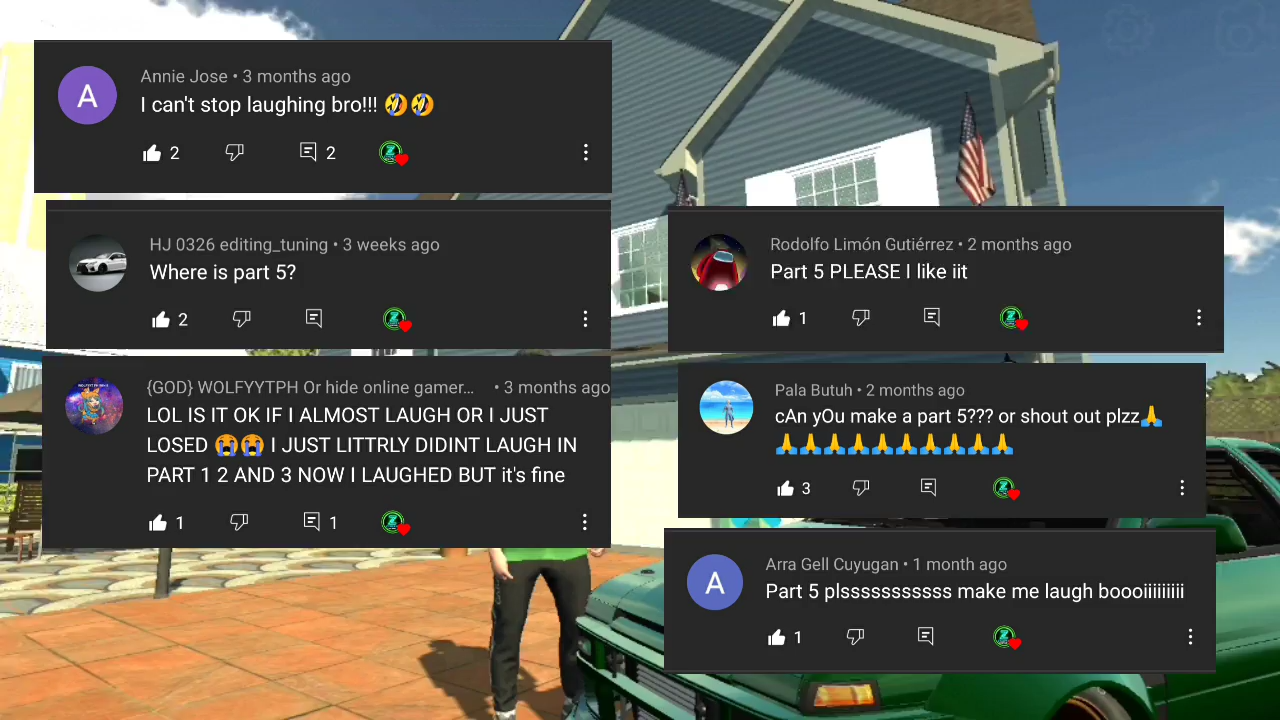 Annie Jose • 3 months ago
I can't stop laughing bro!!! 🤣🤣
2
2
HJ 0326 editing_tuning • 3 weeks ago
Where is part 5?
2
{GOD} WOLFYYTPH Or hide online gamer... • 3 months ago
LOL IS IT OK IF I ALMOST LAUGH OR I JUST
LOSED 😭😭 I JUST LITTRLY DIDINT LAUGH IN
PART 1 2 AND 3 NOW I LAUGHED BUT it's fine
1
1
Rodolfo Limón Gutiérrez • 2 months ago
Part 5 PLEASE I like iit
1
Pala Butuh • 2 months ago
cAn yOu make a part 5??? or shout out plzz🙏
🙏🙏🙏🙏🙏🙏🙏🙏🙏🙏
3
Arra Gell Cuyugan • 1 month ago
Part 5 plsssssssssss make me laugh boooiiiiiiiii
1